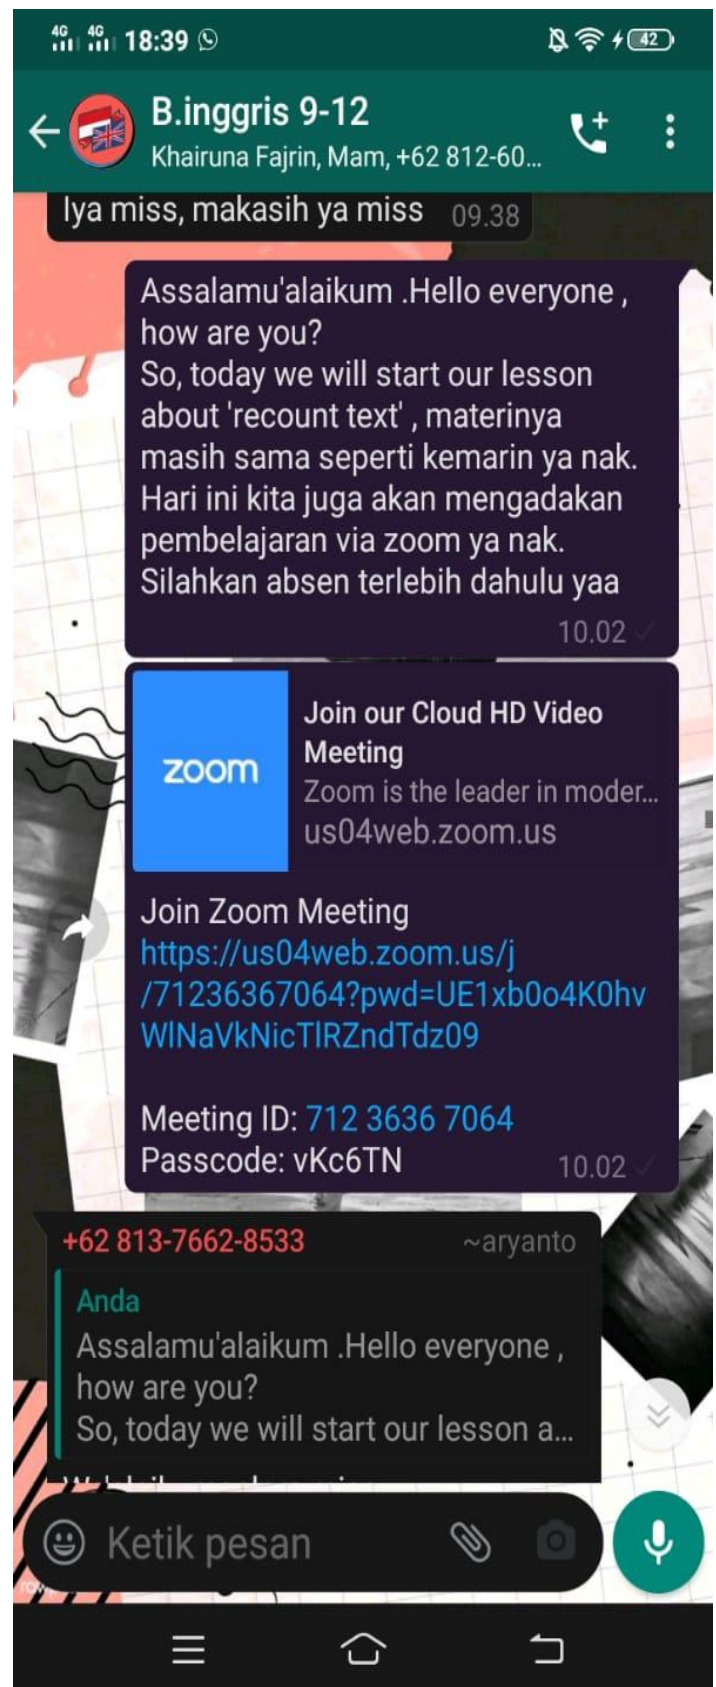 4G 4G 18:39 42
B.inggris 9-12
Khairuna Fajrin, Mam, +62 812-60...
Iya miss, makasih ya miss 09.38
Assalamu'alaikum .Hello everyone ,
how are you?
So, today we will start our lesson
about 'recount text' , materinya
masih sama seperti kemarin ya nak.
Hari ini kita juga akan mengadakan
pembelajaran via zoom ya nak.
Silahkan absen terlebih dahulu yaa
10.02
zoom
Join our Cloud HD Video
Meeting
Zoom is the leader in moder...
us04web.zoom.us
Join Zoom Meeting
https://us04web.zoom.us/j
/71236367064?pwd=UE1xb0o4K0hv
WlNaVkNicTlRZndTdz09
Meeting ID: 712 3636 7064
Passcode: vKc6TN 10.02
+62 813-7662-8533 ~aryanto
Anda
Assalamu'alaikum .Hello everyone ,
how are you?
So, today we will start our lesson a...
Ketik pesan